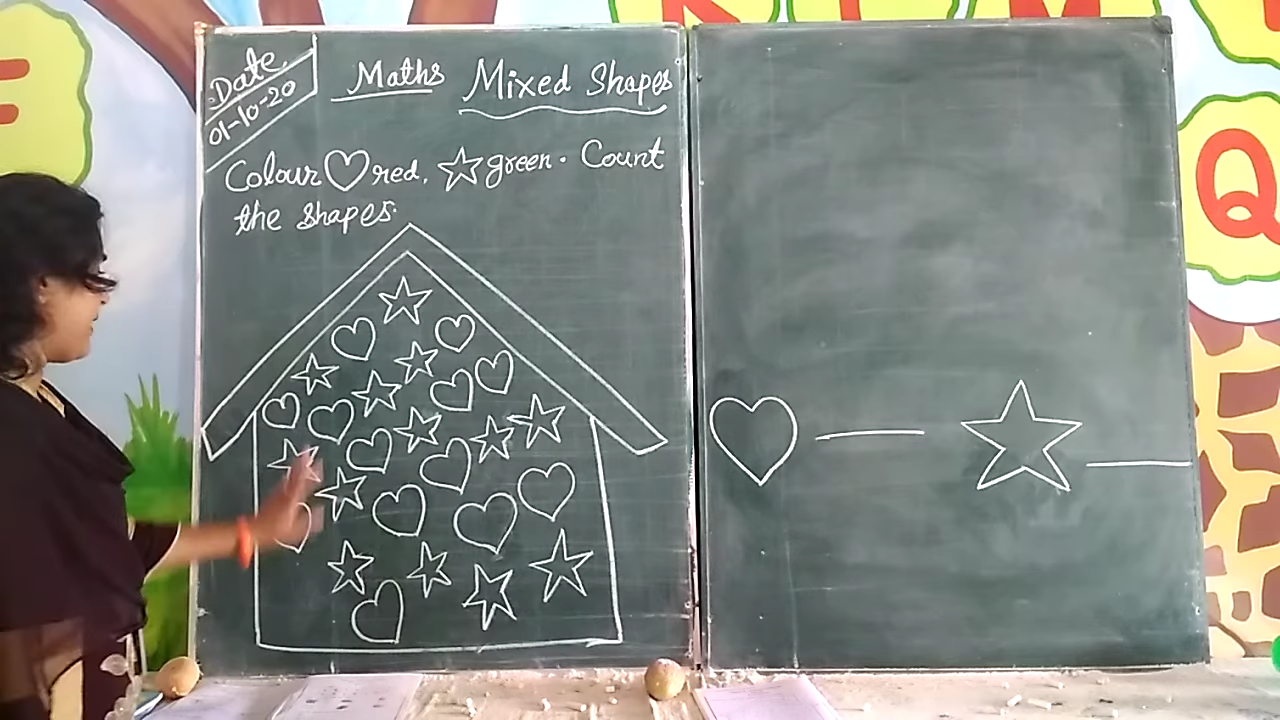 Date
01-10-20
Maths Mixed Shapes
Colour red, green. Count
the shapes.
Q